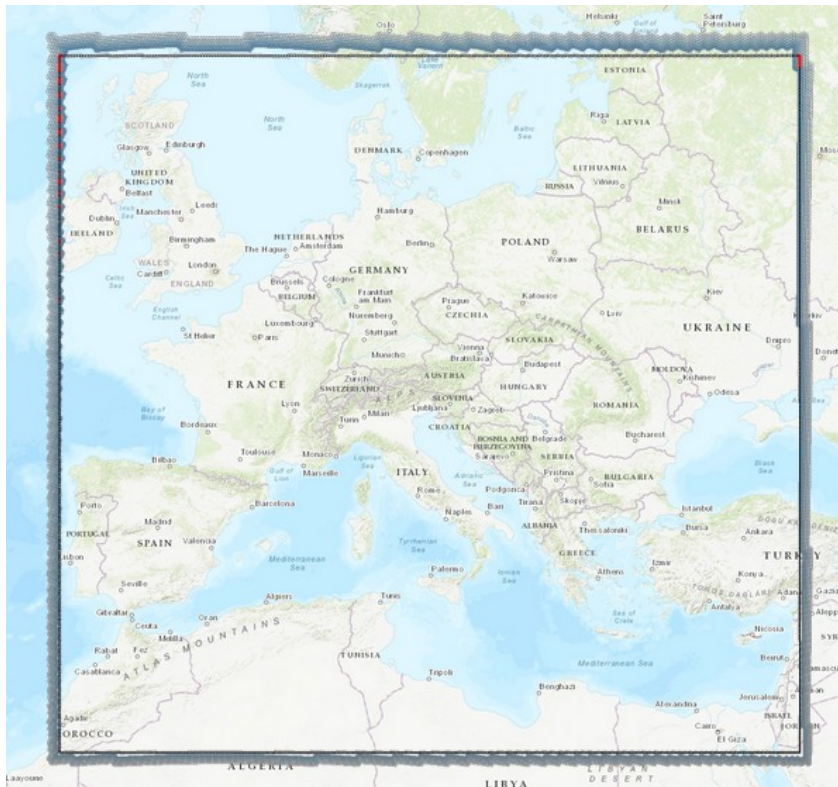 Oslo
Helsinki
Gulf of
Saint
Petersburg
North
Sea
Skagerrak
Lake
ESTONIA
SCOTLAND
North
Sea
Baltic
Sea
Riga
LATVIA
Glasgow
Edinburgh
DENMARK
Copenhagen
LITHUANIA
UNITED
KINGDOM
Belfast
RUSSIA
Vilnius
Minsk
Dublin
Irish
Sea
Leeds
Manchester
Hamburg
IRELAND
NETHERLANDS
BELARUS
Birmingham
The Hague
Amsterdam
Berlin
POLAND
WALES
London
Warsaw
Celtic
Sea
Cardiff
ENGLAND
GERMANY
Brussels
BELGIUM
Cologne
Frankfurt
am Main
Prague
Katowice
Kiev
English
Channel
CZECHIA
Lviv
Luxembourg
Nuremberg
UKRAINE
St Helier
Paris
Stuttgart
CARPATHIAN MOUNTAINS
SLOVAKIA
Dnipro
Munich
Vienna
Bratislava
Budapest
MOLDOVA
Zurich
AUSTRIA
Kishinev
FRANCE
SWITZERLAND
HUNGARY
Odesa
SLOVENIA
Ljubljana
Zagreb
ROMANIA
Lyon
Turin
Milan
Bay of
Biscay
CROATIA
Bordeaux
BOSNIA AND
HERZEGOVINA
Belgrade
Bucharest
Toulouse
Monaco
Sarajevo
SERBIA
Bilbao
Gulf of
Lion
Marseille
Ligurian
Sea
ITALY
Adriatic
Sea
Pristina
Black
Sea
Podgorica
Sofia
BULGARIA
Porto
Barcelona
Rome
Tirana
Skopje
Istanbul
Madrid
Naples
Bari
ALBANIA
Thessaloniki
Bursa
Ankara
PORTUGAL
SPAIN
Valencia
Lisbon
Mediterranean
Sea
Tyrrhenian
Sea
GREECE
TURKEY
Ionian
Sea
Izmir
Palermo
Athens
Konya
Seville
TOROS DAGLARI
Algiers
Tunis
Adana
Gibraltar
Ceuta
Oran
Sea of
Crete
Antalya
Melilla
Nicosia
Rabat
Fez
ATLAS MOUNTAINS
TUNISIA
Mediterranean Sea
Beirut
Casablanca
Tripoli
Benghazi
Alexandria
Jerusalem
Agadir
Cairo
ISRAEL
El Giza
ALGERIA
LIBYA
LIBYAN
DESERT
Laayoune